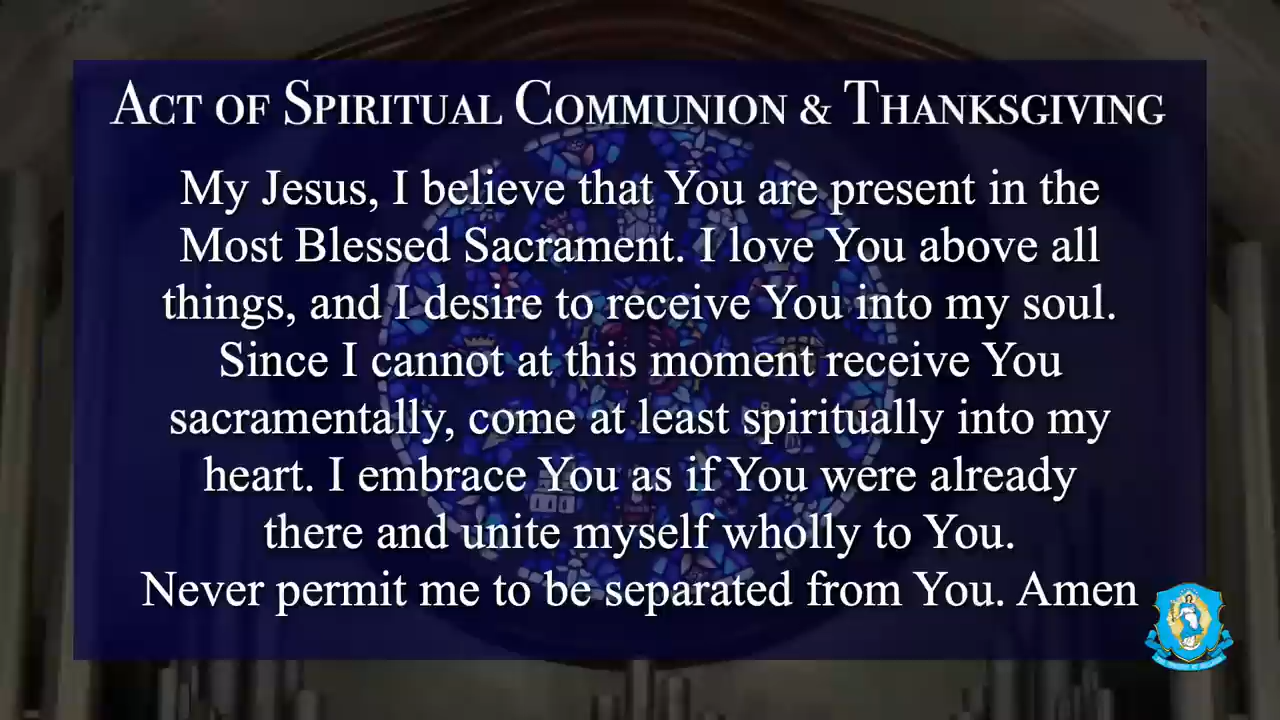 Act of Spiritual Communion & Thanksgiving
My Jesus, I believe that You are present in the
Most Blessed Sacrament. I love You above all
things, and I desire to receive You into my soul.
Since I cannot at this moment receive You
sacramentally, come at least spiritually into my
heart. I embrace You as if You were already
there and unite myself wholly to You.
Never permit me to be separated from You. Amen